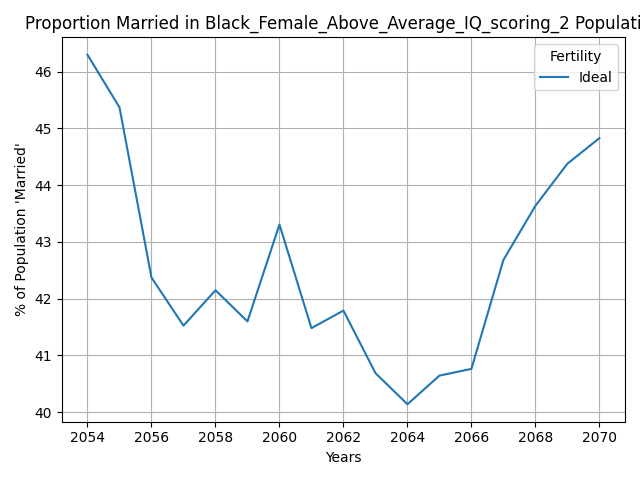 Proportion Married in Black_Female_Above_Average_IQ_scoring_2 Populati
Fertility
Ideal
% of Population 'Married'
46
45
44
43
42
41
40
2054 2056 2058 2060 2062 2064 2066 2068 2070
Years